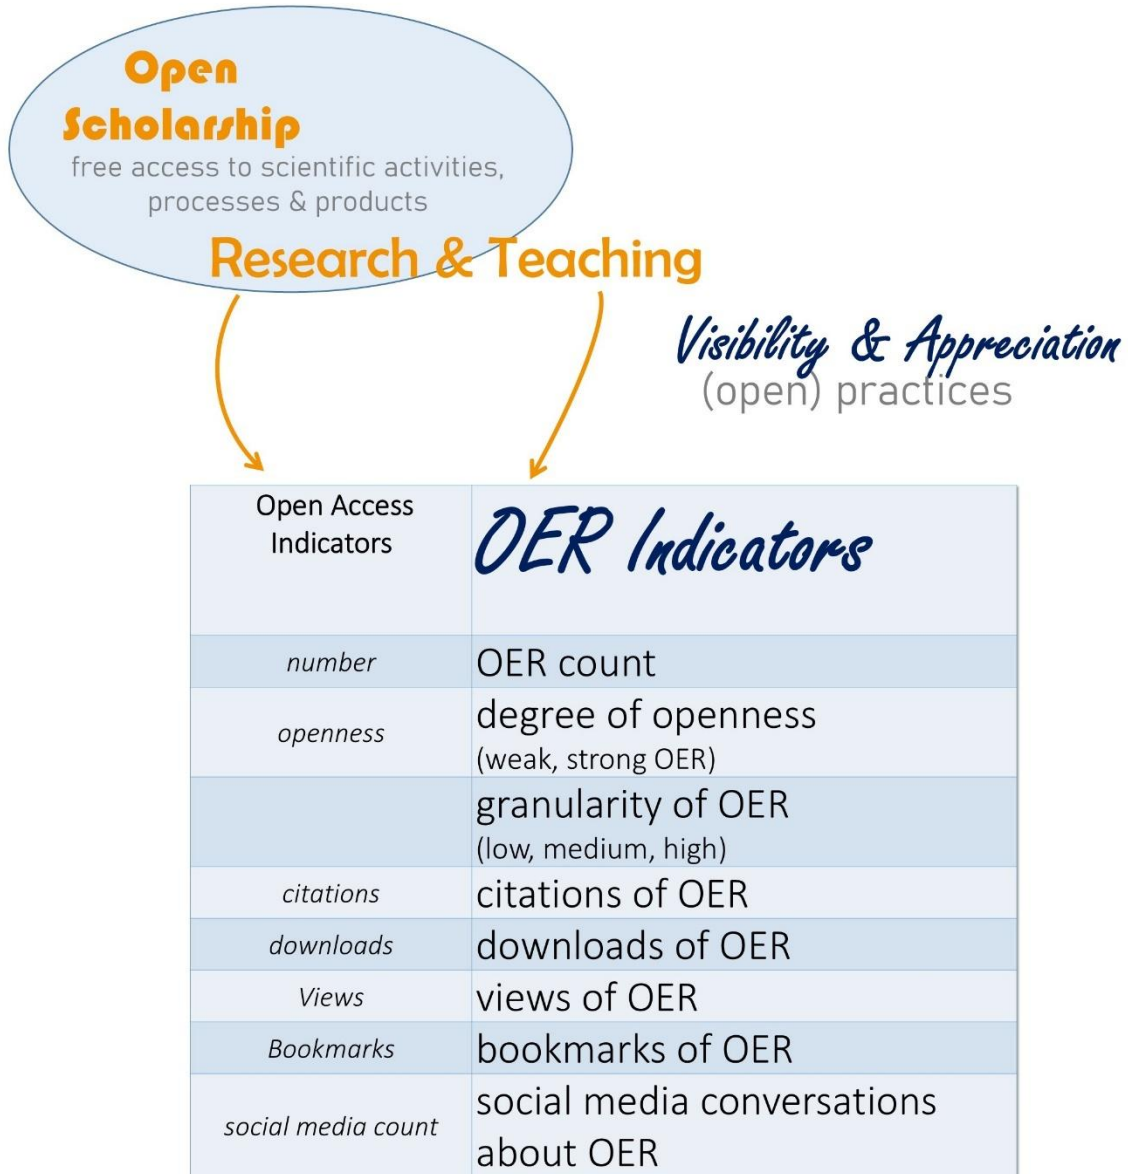 Open
Scholarship
free access to scientific activities,
processes & products
Research & Teaching
Visibility & Appreciation
(open) practices
Open Access
Indicators
OER Indicators
number
OER count
openness
degree of openness
(weak, strong OER)
granularity of OER
(low, medium, high)
citations
citations of OER
downloads
downloads of OER
Views
views of OER
Bookmarks
bookmarks of OER
social media count
social media conversations
about OER